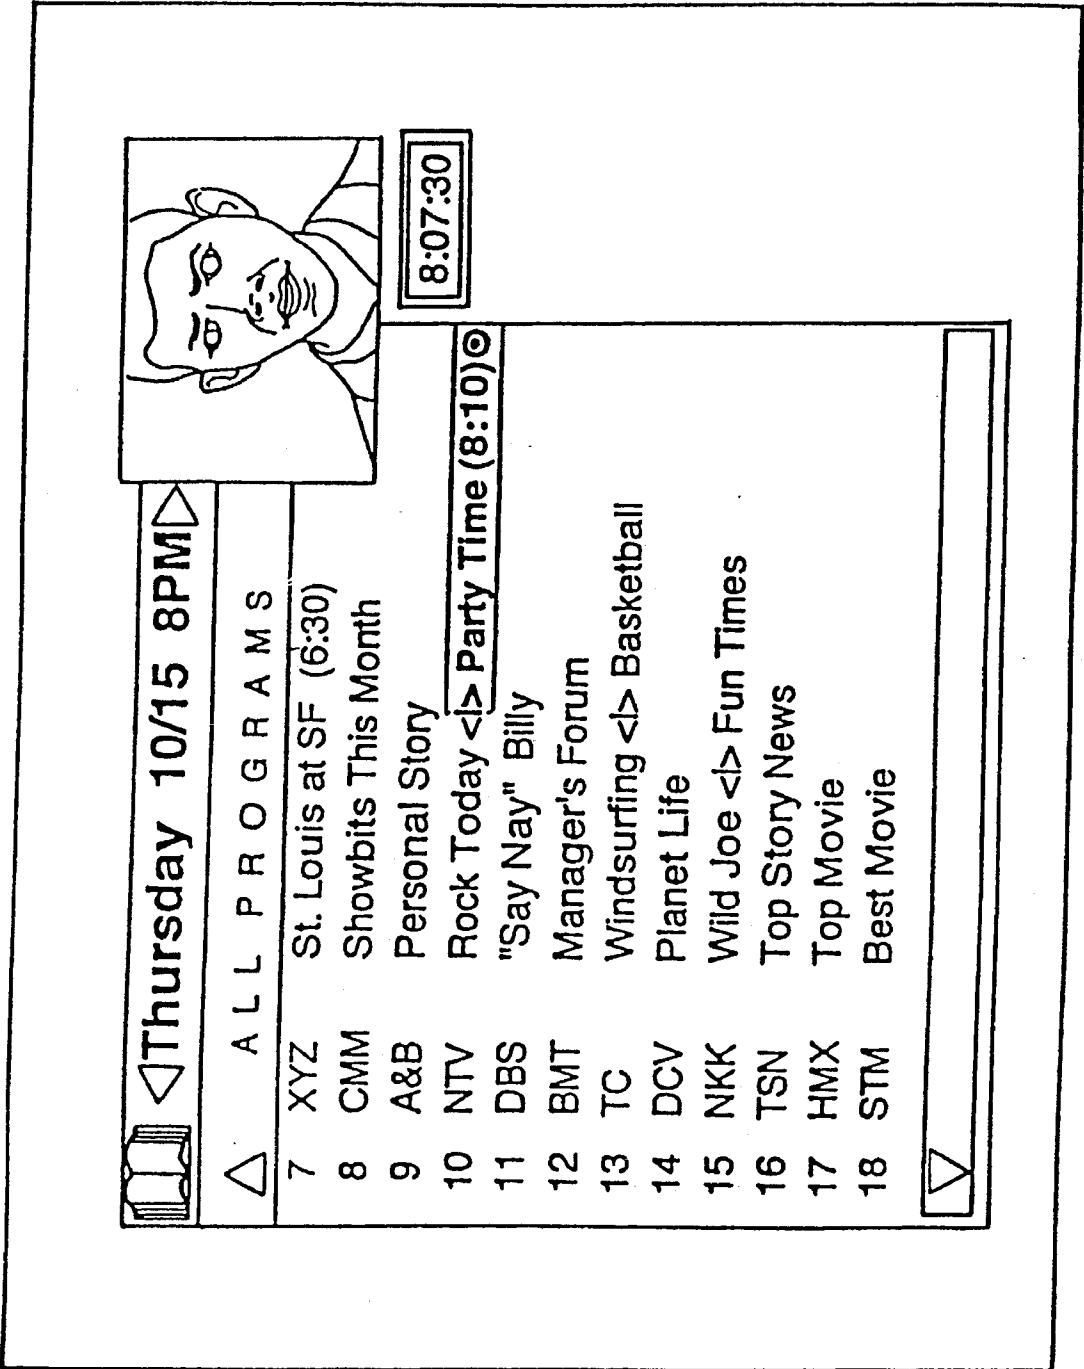 ◁Thursday 10/15 8PM▷
8:07:30
△ ALL PROGRAMS
7 XYZ St. Louis at SF (6:30)
8 CMM Showbits This Month
9 A&B Personal Story
10 NTV Rock Today <|> Party Time (8:10)⊙
11 DBS "Say Nay" Billy
12 BMT Manager's Forum
13 TC Windsurfing <|> Basketball
14 DCV Planet Life
15 NKK Wild Joe <|> Fun Times
16 TSN Top Story News
17 HMX Top Movie
18 STM Best Movie
▽